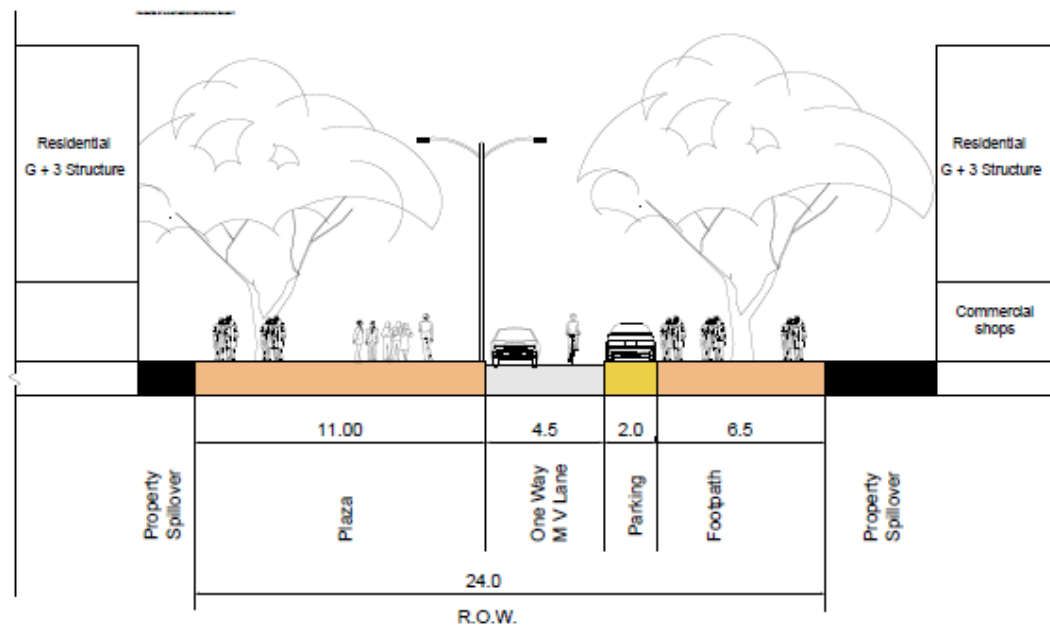 Residential
G + 3 Structure
Residential
G + 3 Structure
Commercial
shops
11.00
4.5
2.0
6.5
Property
Spillover
Plaza
One Way
M V Lane
Parking
Footpath
Property
Spillover
24.0
R.O.W.